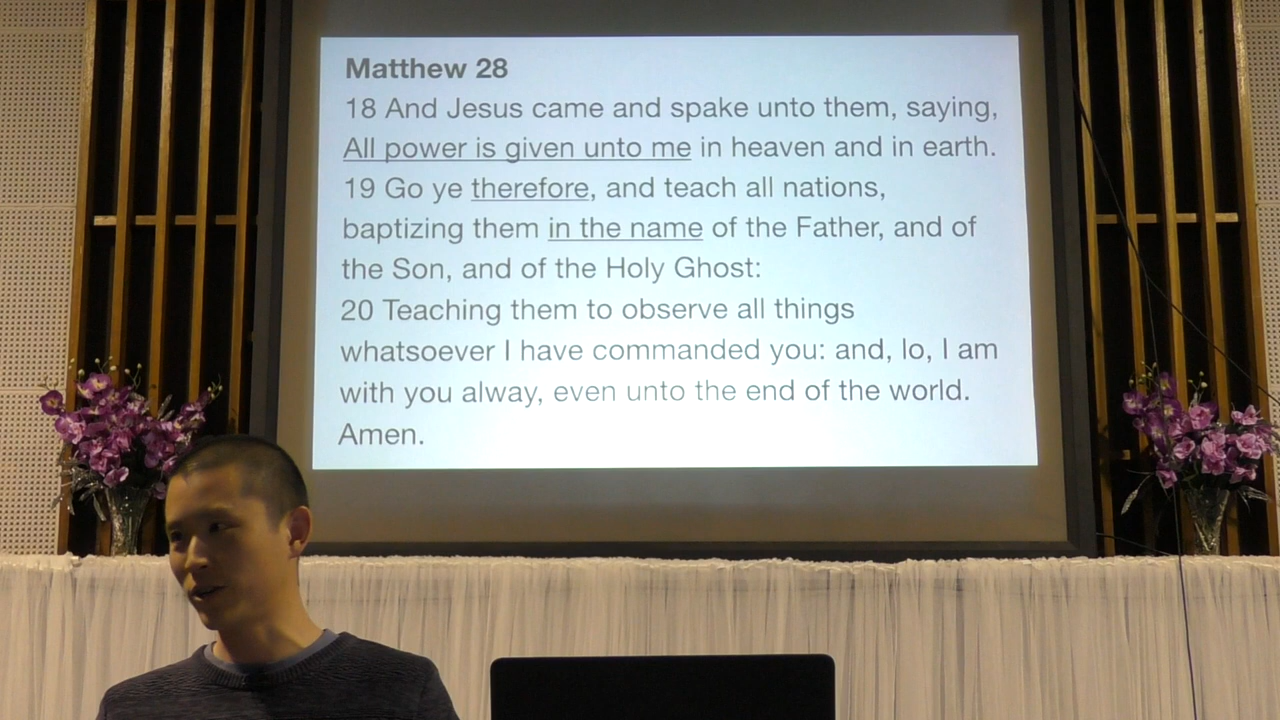 Matthew 28
18 And Jesus came and spake unto them, saying,
All power is given unto me in heaven and in earth.
19 Go ye therefore, and teach all nations,
baptizing them in the name of the Father, and of
the Son, and of the Holy Ghost:
20 Teaching them to observe all things
whatsoever I have commanded you: and, lo, I am
with you alway, even unto the end of the world.
Amen.